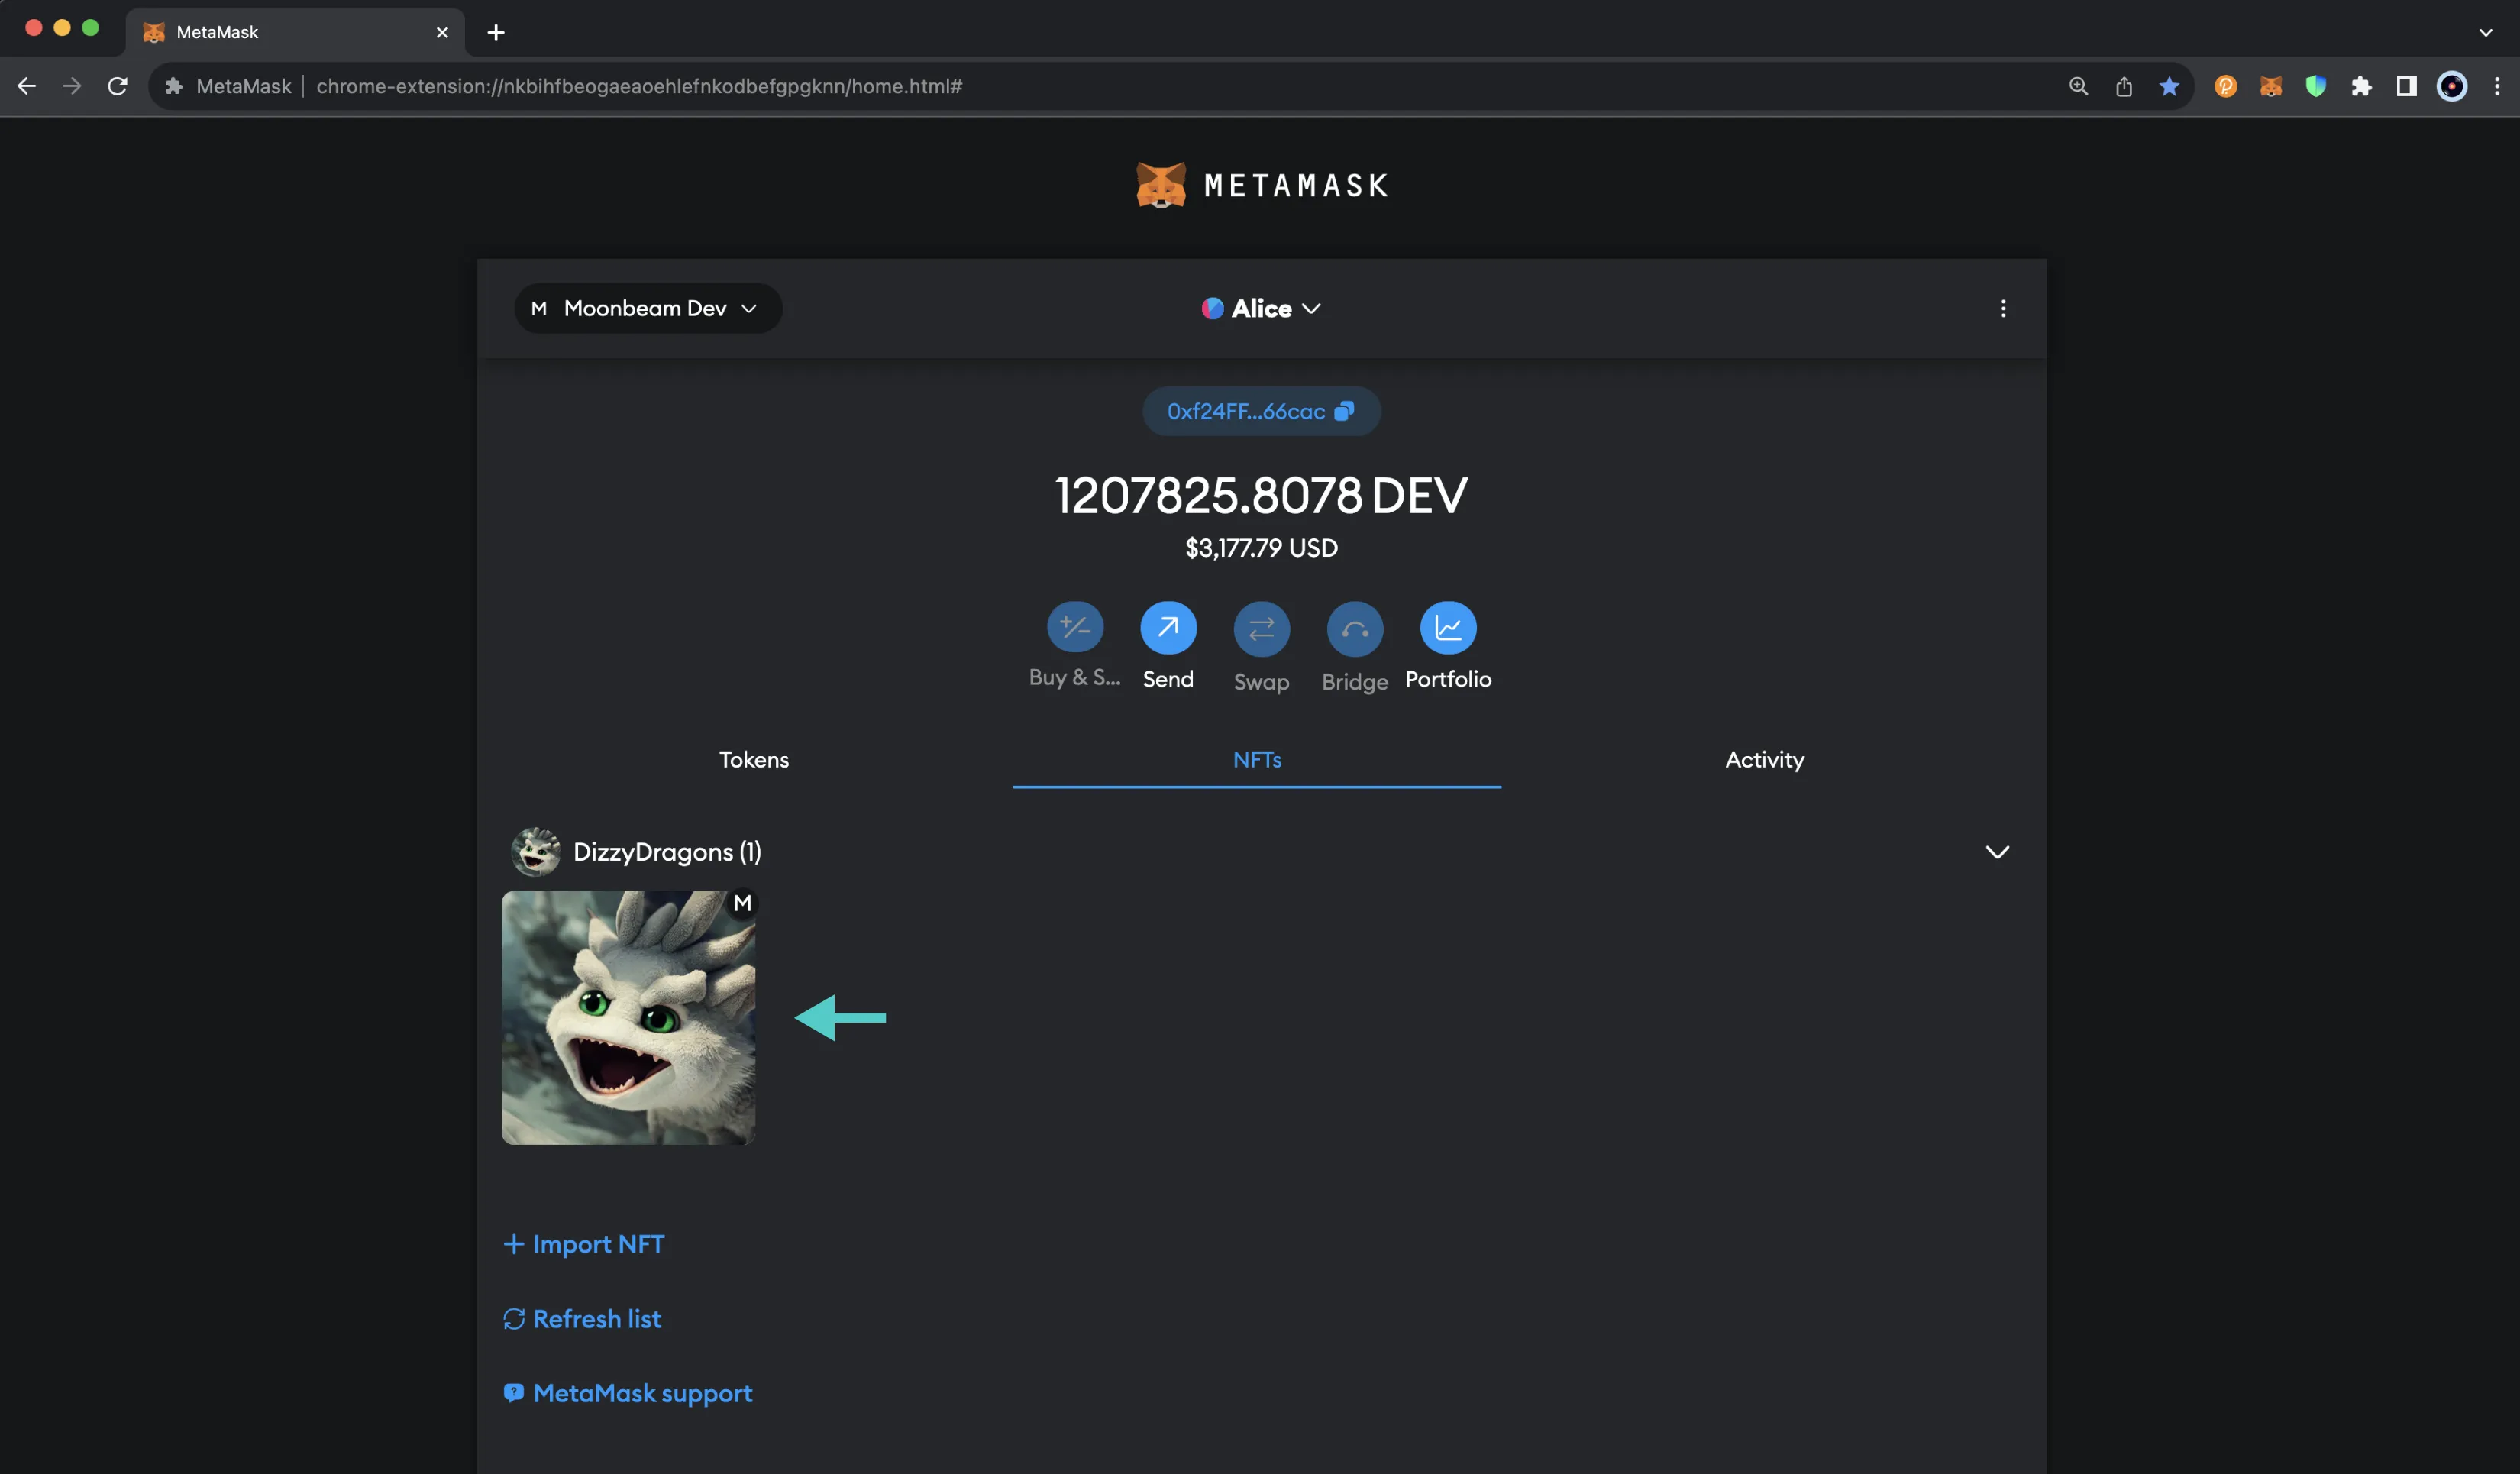 MetaMask
MetaMask chrome-extension://nkbihfbeogaeaoehlefnkodbefgpgknn/home.html#
METAMASK
M Moonbeam Dev Alice
0xf24FF...66cac
1207825.8078 DEV
$3,177.79 USD
Buy & S... Send Swap Bridge Portfolio
Tokens NFTs Activity
DizzyDragons (1)
M
Import NFT
Refresh list
MetaMask support